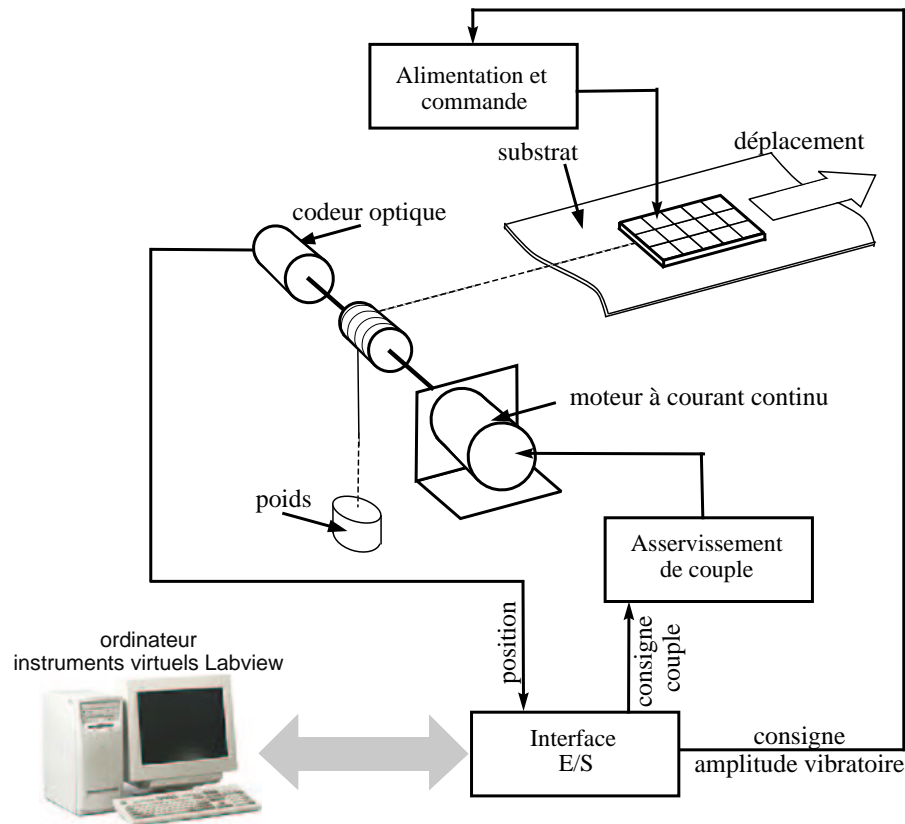 Alimentation et
commande
déplacement
substrat
codeur optique
moteur à courant continu
poids
Asservissement
de couple
ordinateur
instruments virtuels Labview
position
consigne
couple
Interface
E/S
consigne
amplitude vibratoire